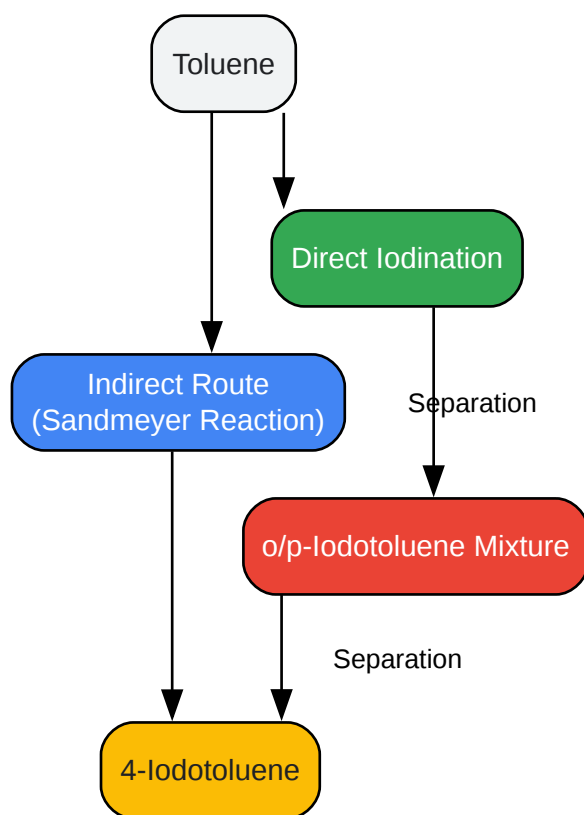 Toluene
Direct Iodination
Indirect Route
(Sandmeyer Reaction)
Separation
o/p-Iodotoluene Mixture
Separation
4-Iodotoluene